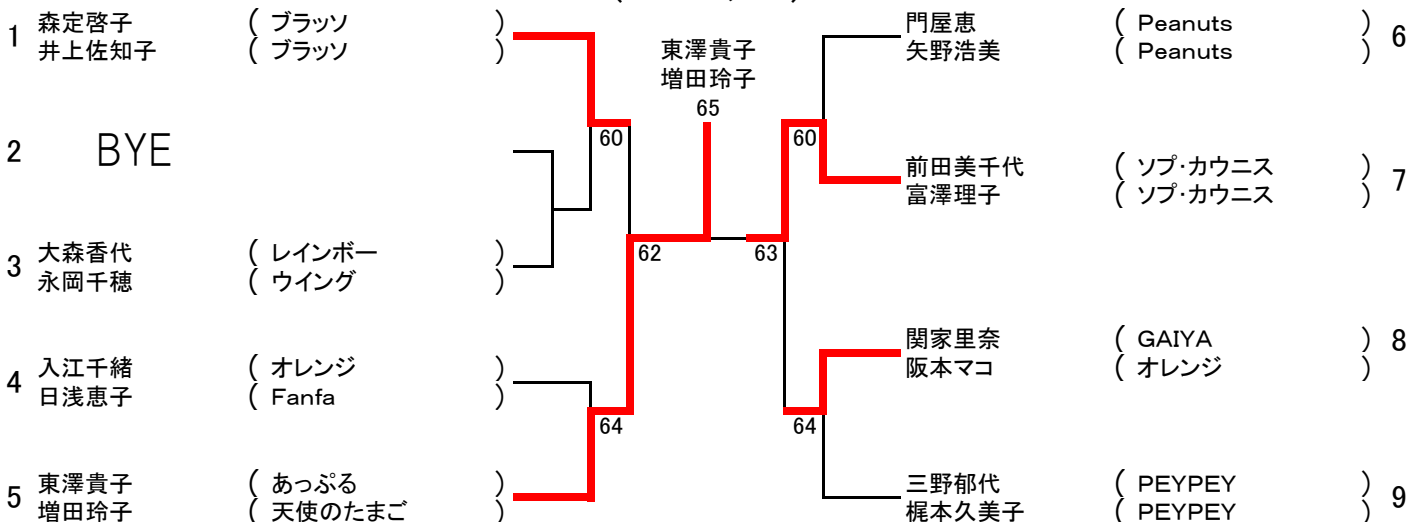 1 森定啓子 ( ブラッソ )
井上佐知子 ( ブラッソ )
2 BYE
3 大森香代 ( レインボー )
永岡千穂 ( ウイング )
4 入江千緒 ( オレンジ )
日浅恵子 ( Fanfa )
5 東澤貴子 ( あっぷる )
増田玲子 ( 天使のたまご )
60
64
62
東澤貴子
増田玲子
65
63
60
64
門屋恵 ( Peanuts ) 6
矢野浩美 ( Peanuts )
前田美千代 ( ソプ・カウニス ) 7
富澤理子 ( ソプ・カウニス )
関家里奈 ( GAIYA ) 8
阪本マコ ( オレンジ )
三野郁代 ( PEYPEY ) 9
梶本久美子 ( PEYPEY )